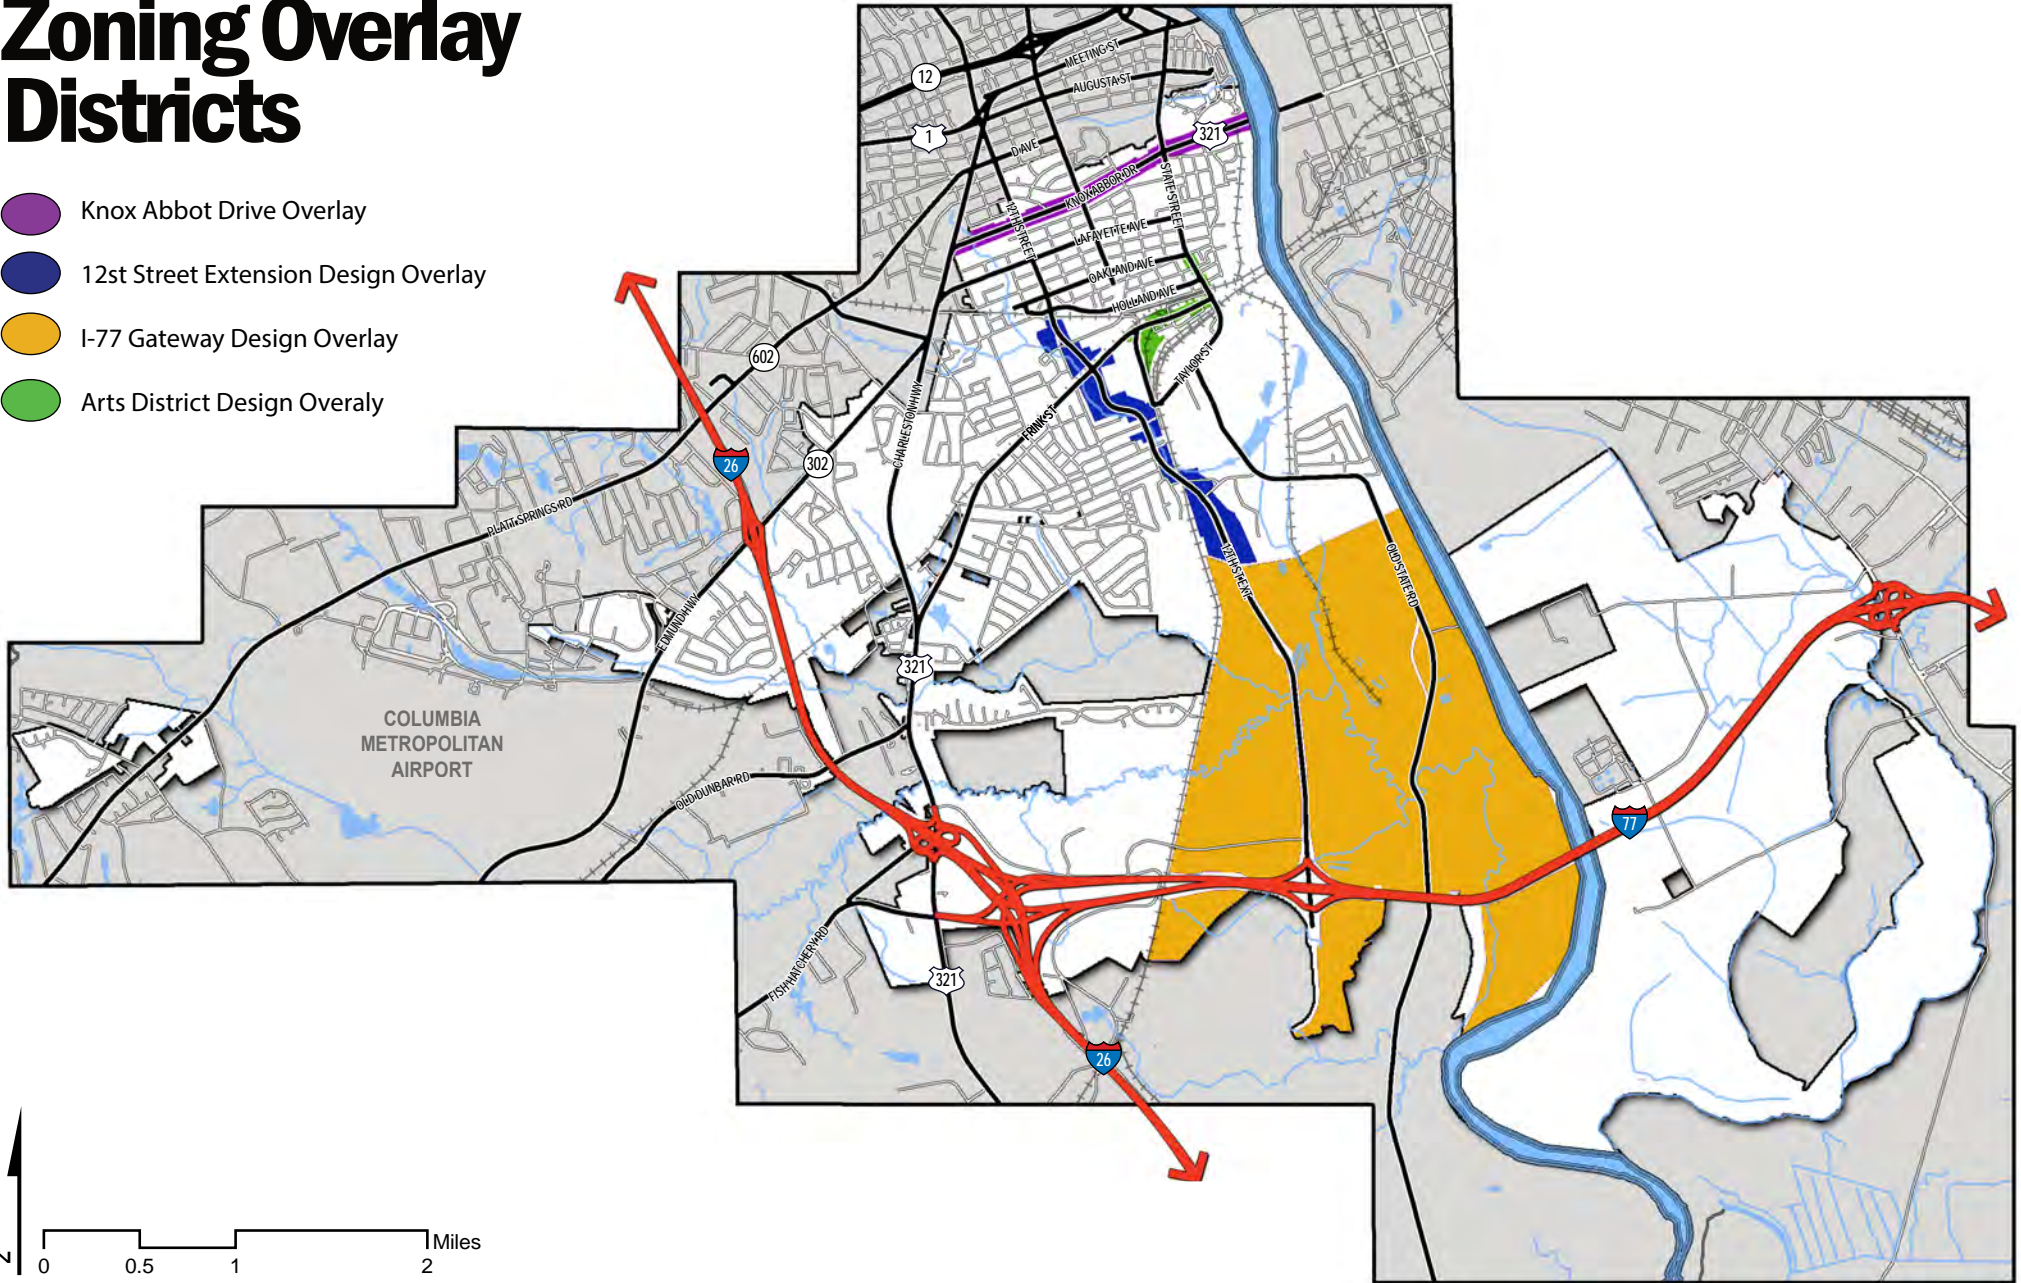 Zoning Overlay
Districts
Knox Abbot Drive Overlay
12st Street Extension Design Overlay
I-77 Gateway Design Overlay
Arts District Design Overaly
12
MEETING ST
AUGUSTA ST
1
321
D AVE
KNOX ABBOR DR
STATE STREET
12TH STREET
LAFAYETTE AVE
OAKLAND AVE
HOLLAND AVE
602
TAYLOR ST
CHARLESTON HWY
FRINK ST
26
302
PLATT SPRINGS RD
12TH ST EXT.
OLD STATE RD
EDMUND HWY
321
COLUMBIA
METROPOLITAN
AIRPORT
OLD DUNBAR RD
77
FISH HATCHERY RD
321
26
Miles
0
0.5
1
2